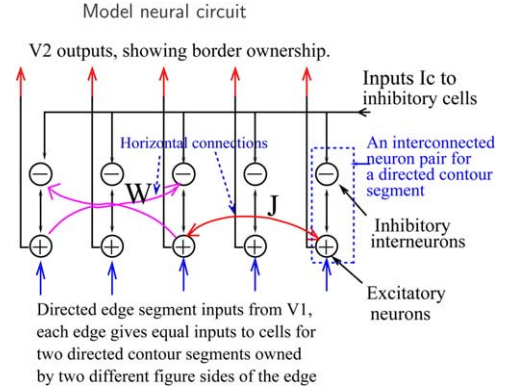 Model neural circuit
V2 outputs, showing border ownership.
Inputs Ic to
inhibitory cells
Horizontal connections
An interconnected
neuron pair for
a directed contour
segment
W
J
Inhibitory
interneurons
Excitatory
neurons
Directed edge segment inputs from V1,
each edge gives equal inputs to cells for
two directed contour segments owned
by two different figure sides of the edge